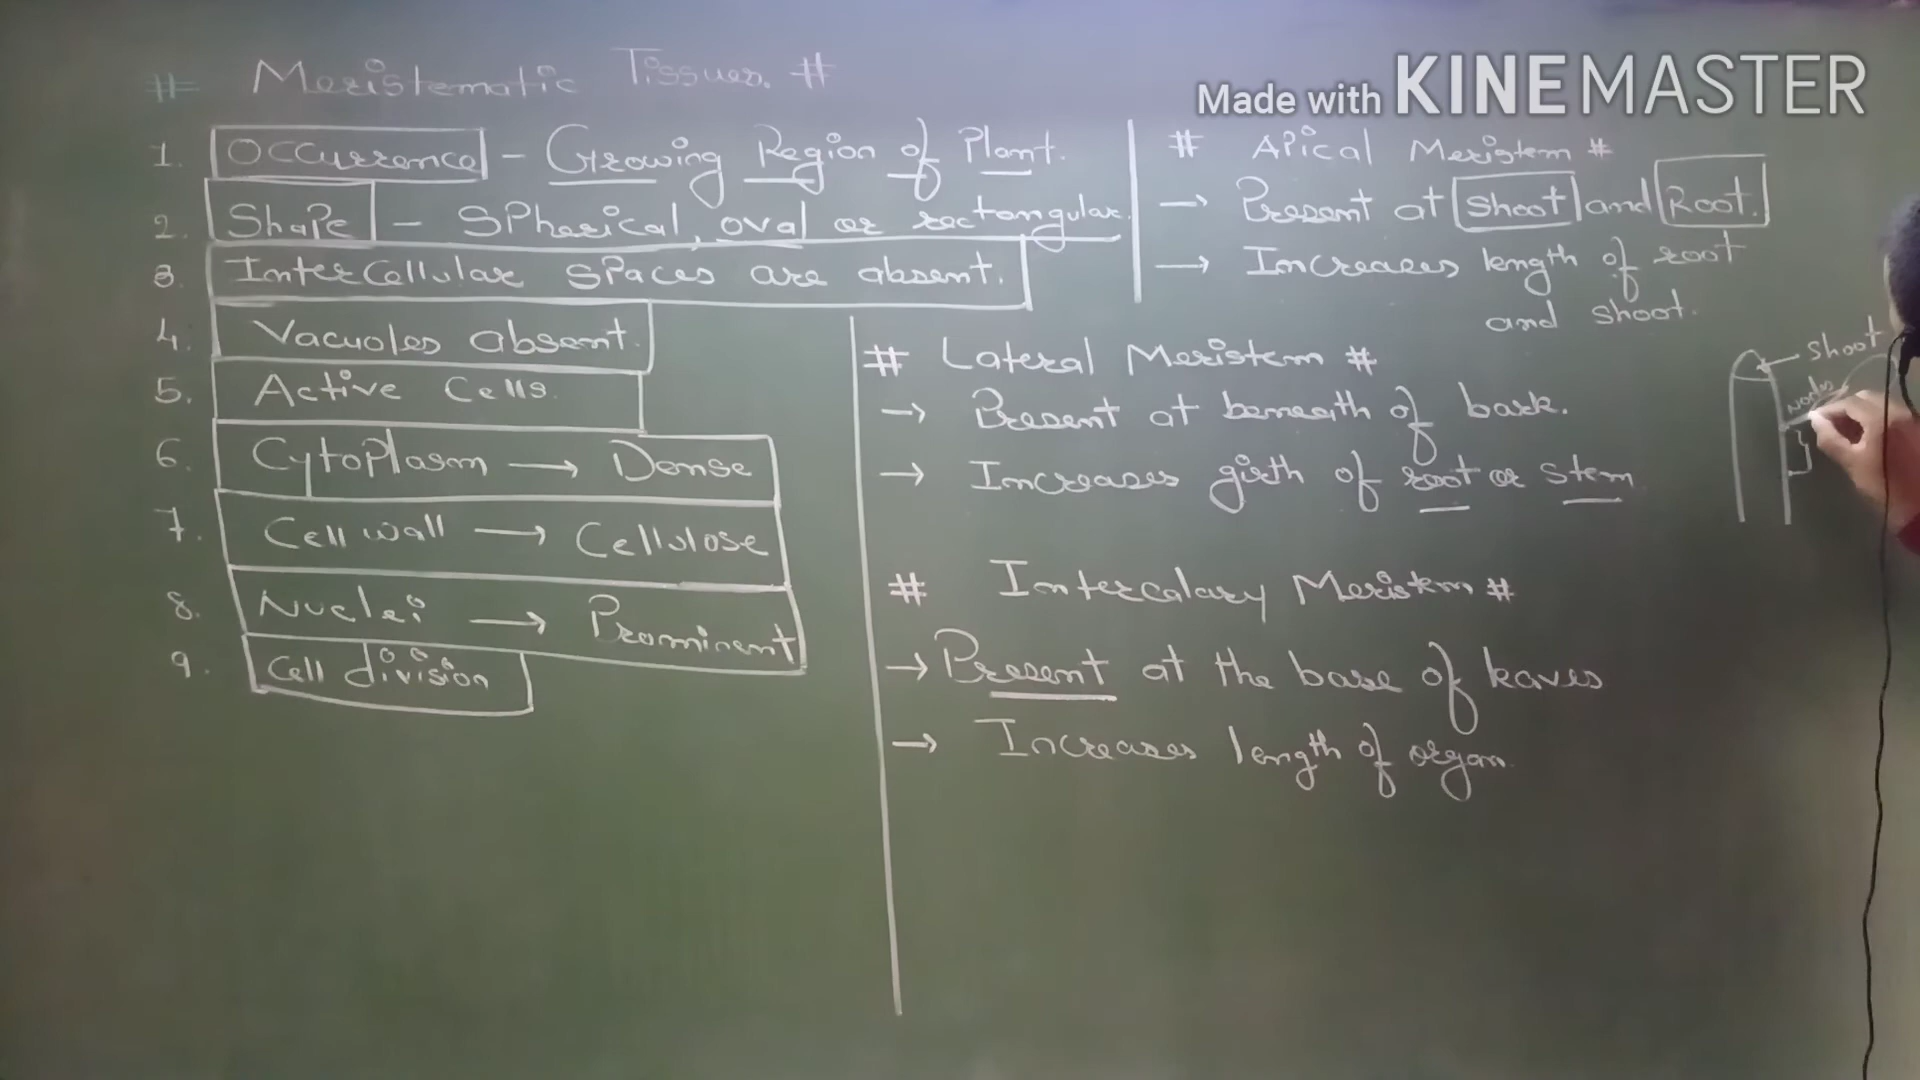 # Meristematic Tissues. #
1. Occurrence - Growing Region of Plant.
2. Shape - Spherical, oval or rectangular.
3. Intercellular spaces are absent.
4. Vacuoles absent.
5. Active Cells.
6. Cytoplasm → Dense
7. Cell wall → Cellulose
8. Nuclei → Prominent
9. Cell division
Made with KINEMASTER
# Apical Meristem #
→ Present at Shoot and Root.
→ Increases length of root
and shoot.
# Lateral Meristem #
→ Present at beneath of bark.
→ Increases girth of root or stem
# Intercalary Meristem #
→ Present at the base of leaves
→ Increases length of organ.
Shoot